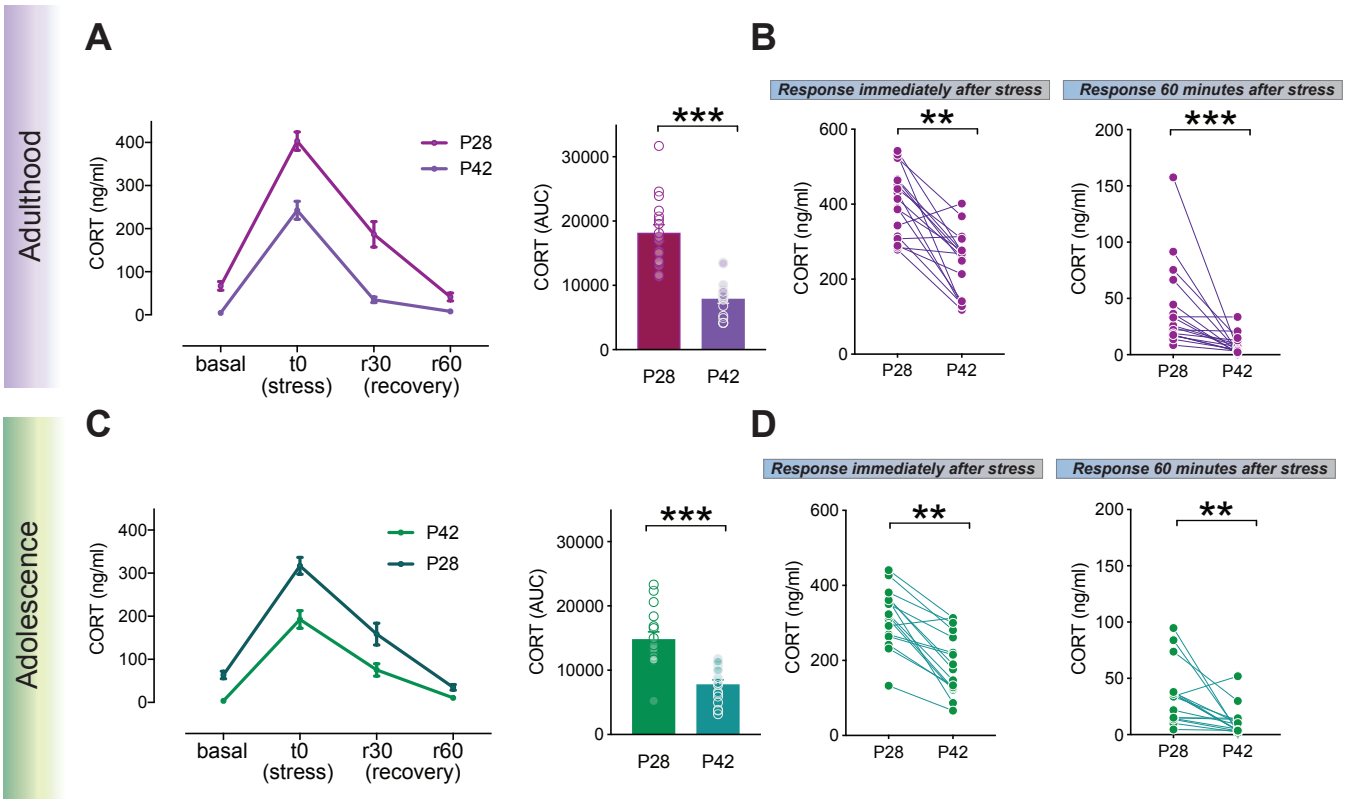 Adulthood
A
CORT (ng/ml)
400
300
200
100
0
P28
P42
basal
t0
r30
r60
(stress)
(recovery)
CORT (AUC)
30000
20000
10000
0
***
P28
P42
B
Response immediately after stress
CORT (ng/ml)
600
400
200
0
**
P28
P42
Response 60 minutes after stress
CORT (ng/ml)
200
150
100
50
0
***
P28
P42
Adolescence
C
CORT (ng/ml)
400
300
200
100
0
P42
P28
basal
t0
r30
r60
(stress)
(recovery)
CORT (AUC)
30000
20000
10000
0
***
P28
P42
D
Response immediately after stress
CORT (ng/ml)
600
400
200
0
**
P28
P42
Response 60 minutes after stress
CORT (ng/ml)
200
150
100
50
0
**
P28
P42